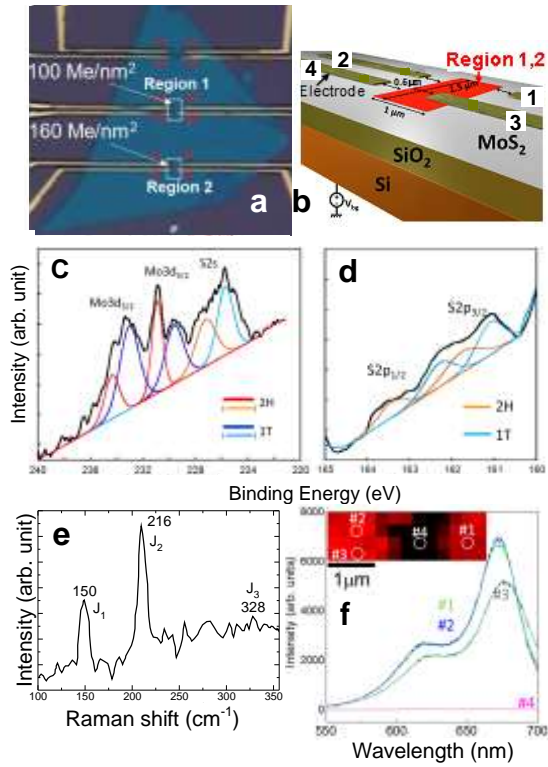 100 Me/nm²
Region 1
160 Me/nm²
Region 2
a
Region 1,2
4
2
0.6μm
1.5 μm
1
Electrode
1 μm
3
MoS₂
SiO₂
Si
b
c
Mo3d₃/₂
Mo3d₅/₂
S2s
2H
1T
Intensity (arb. unit)
240
236
230
226
224
220
d
S2p₃/₂
S2p₁/₂
2H
1T
165
164
163
162
161
160
Binding Energy (eV)
e
216
J₂
150
J₁
J₃
328
Intensity (arb. unit)
100
150
200
250
300
350
Raman shift (cm⁻¹)
8000
6000
4000
2000
0
#2
#4
#1
#3
1μm
f
#1
#2
#3
#4
Intensity (arb. units)
550
600
650
700
Wavelength (nm)